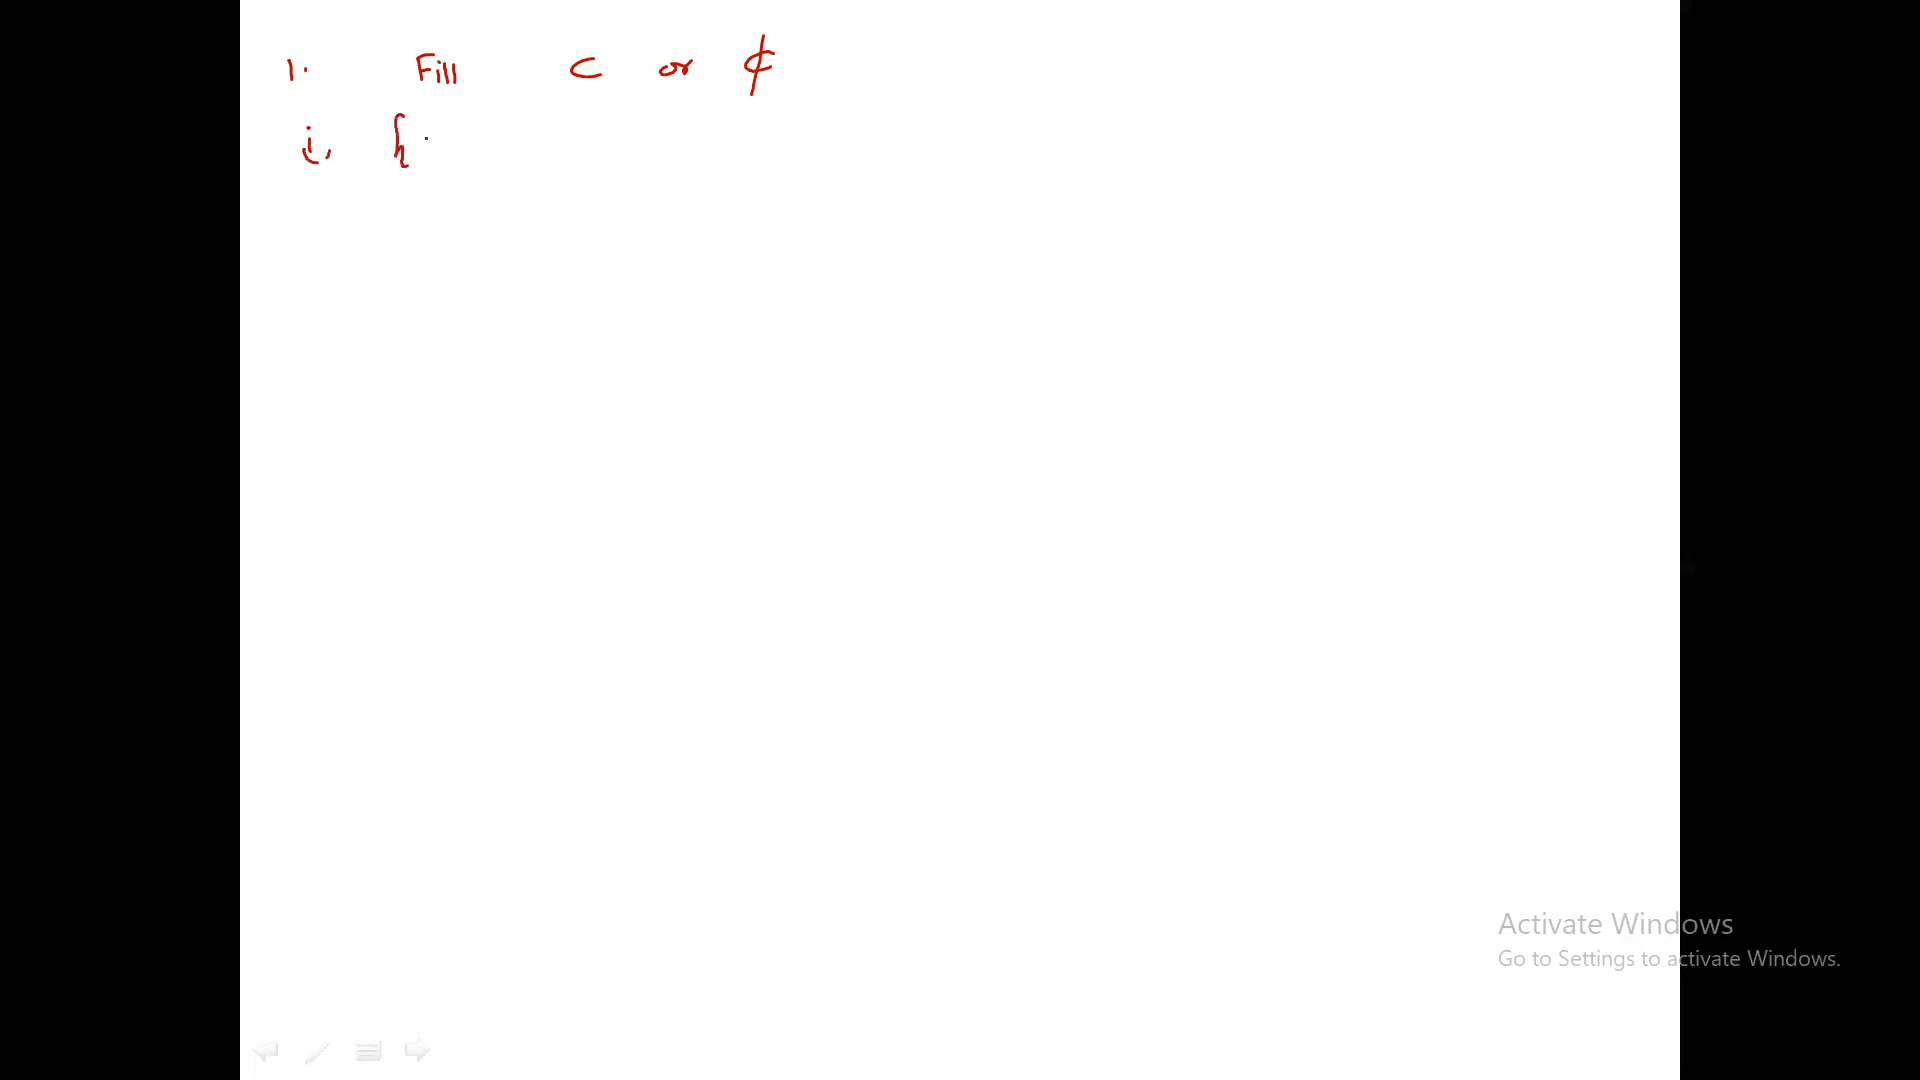 1. Fill ⊂ or ⊄
i, {
Activate Windows
Go to Settings to activate Windows.